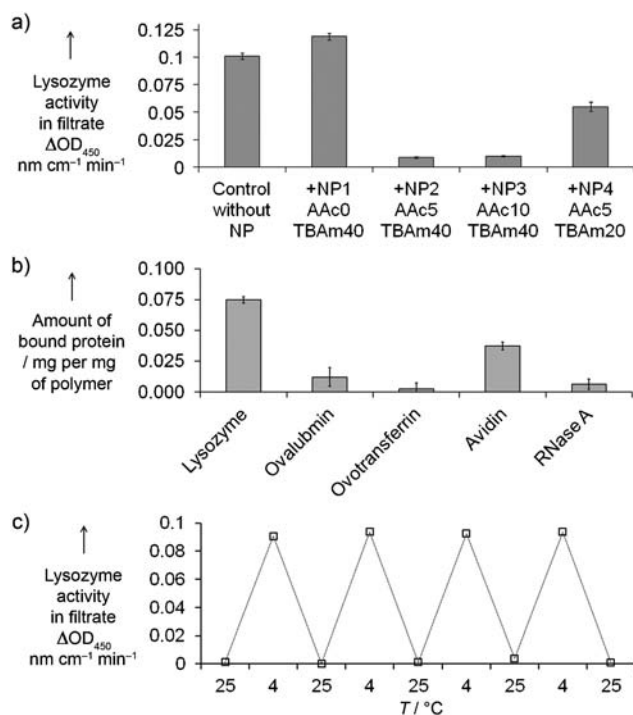 a)
↑
Lysozyme
activity
in filtrate
ΔOD450
nm cm⁻¹ min⁻¹
0.125
0.1
0.075
0.05
0.025
0
Control
without
NP
+NP1
AAc0
TBAm40
+NP2
AAc5
TBAm40
+NP3
AAc10
TBAm40
+NP4
AAc5
TBAm20
b)
↑
Amount of
bound protein
/ mg per mg
of polymer
0.100
0.075
0.050
0.025
0.000
Lysozyme
Ovalubmin
Ovotransferrin
Avidin
RNase A
c)
↑
Lysozyme
activity
in filtrate
ΔOD450
nm cm⁻¹ min⁻¹
0.1
0.08
0.06
0.04
0.02
0
25 4 25 4 25 4 25 4 25
T / °C